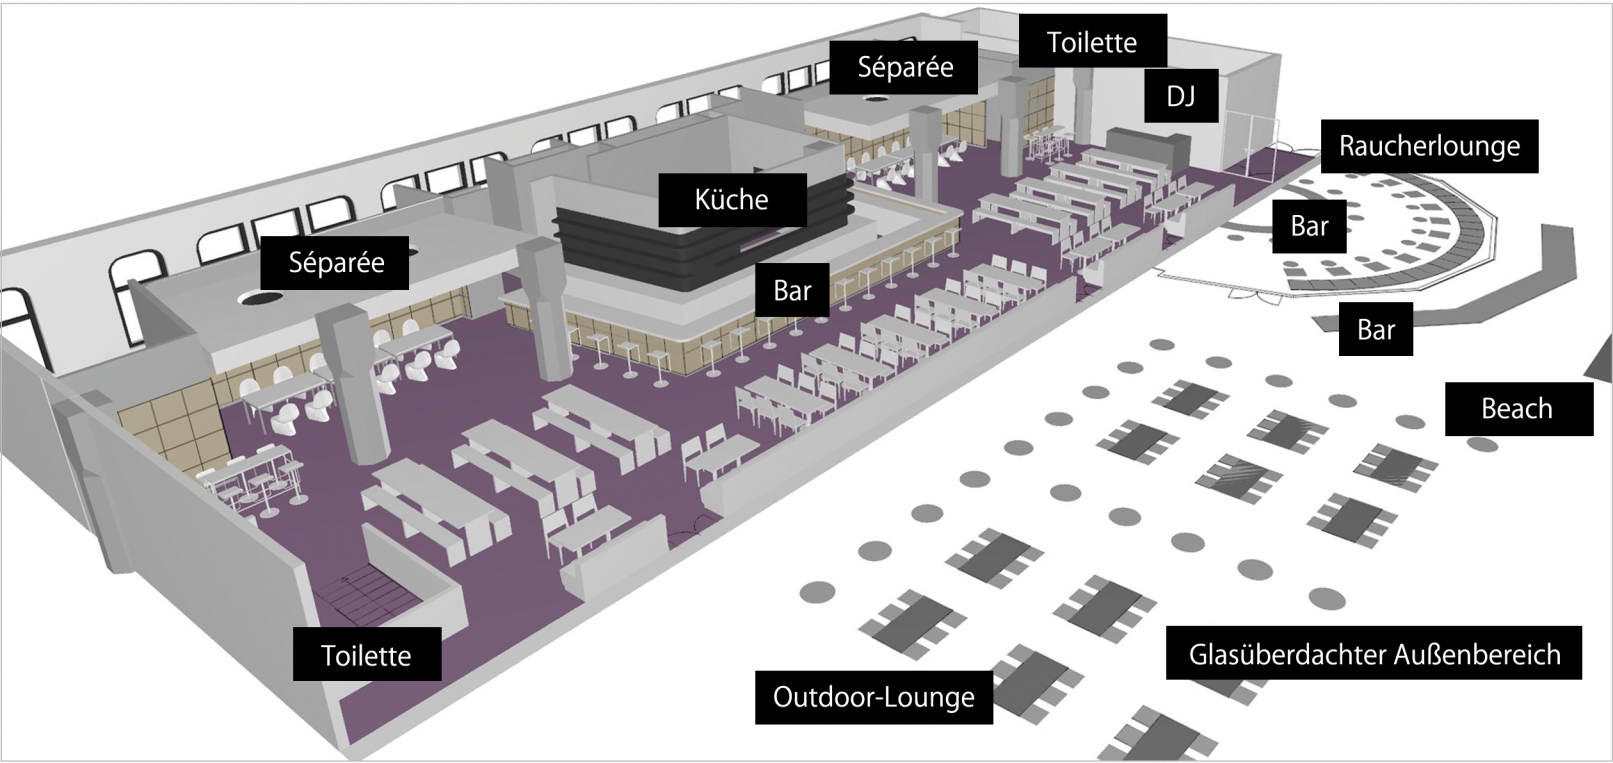 Toilette
Séparée
DJ
Raucherlounge
Küche
Bar
Séparée
Bar
Bar
Beach
Toilette
Glasüberdachter Außenbereich
Outdoor-Lounge